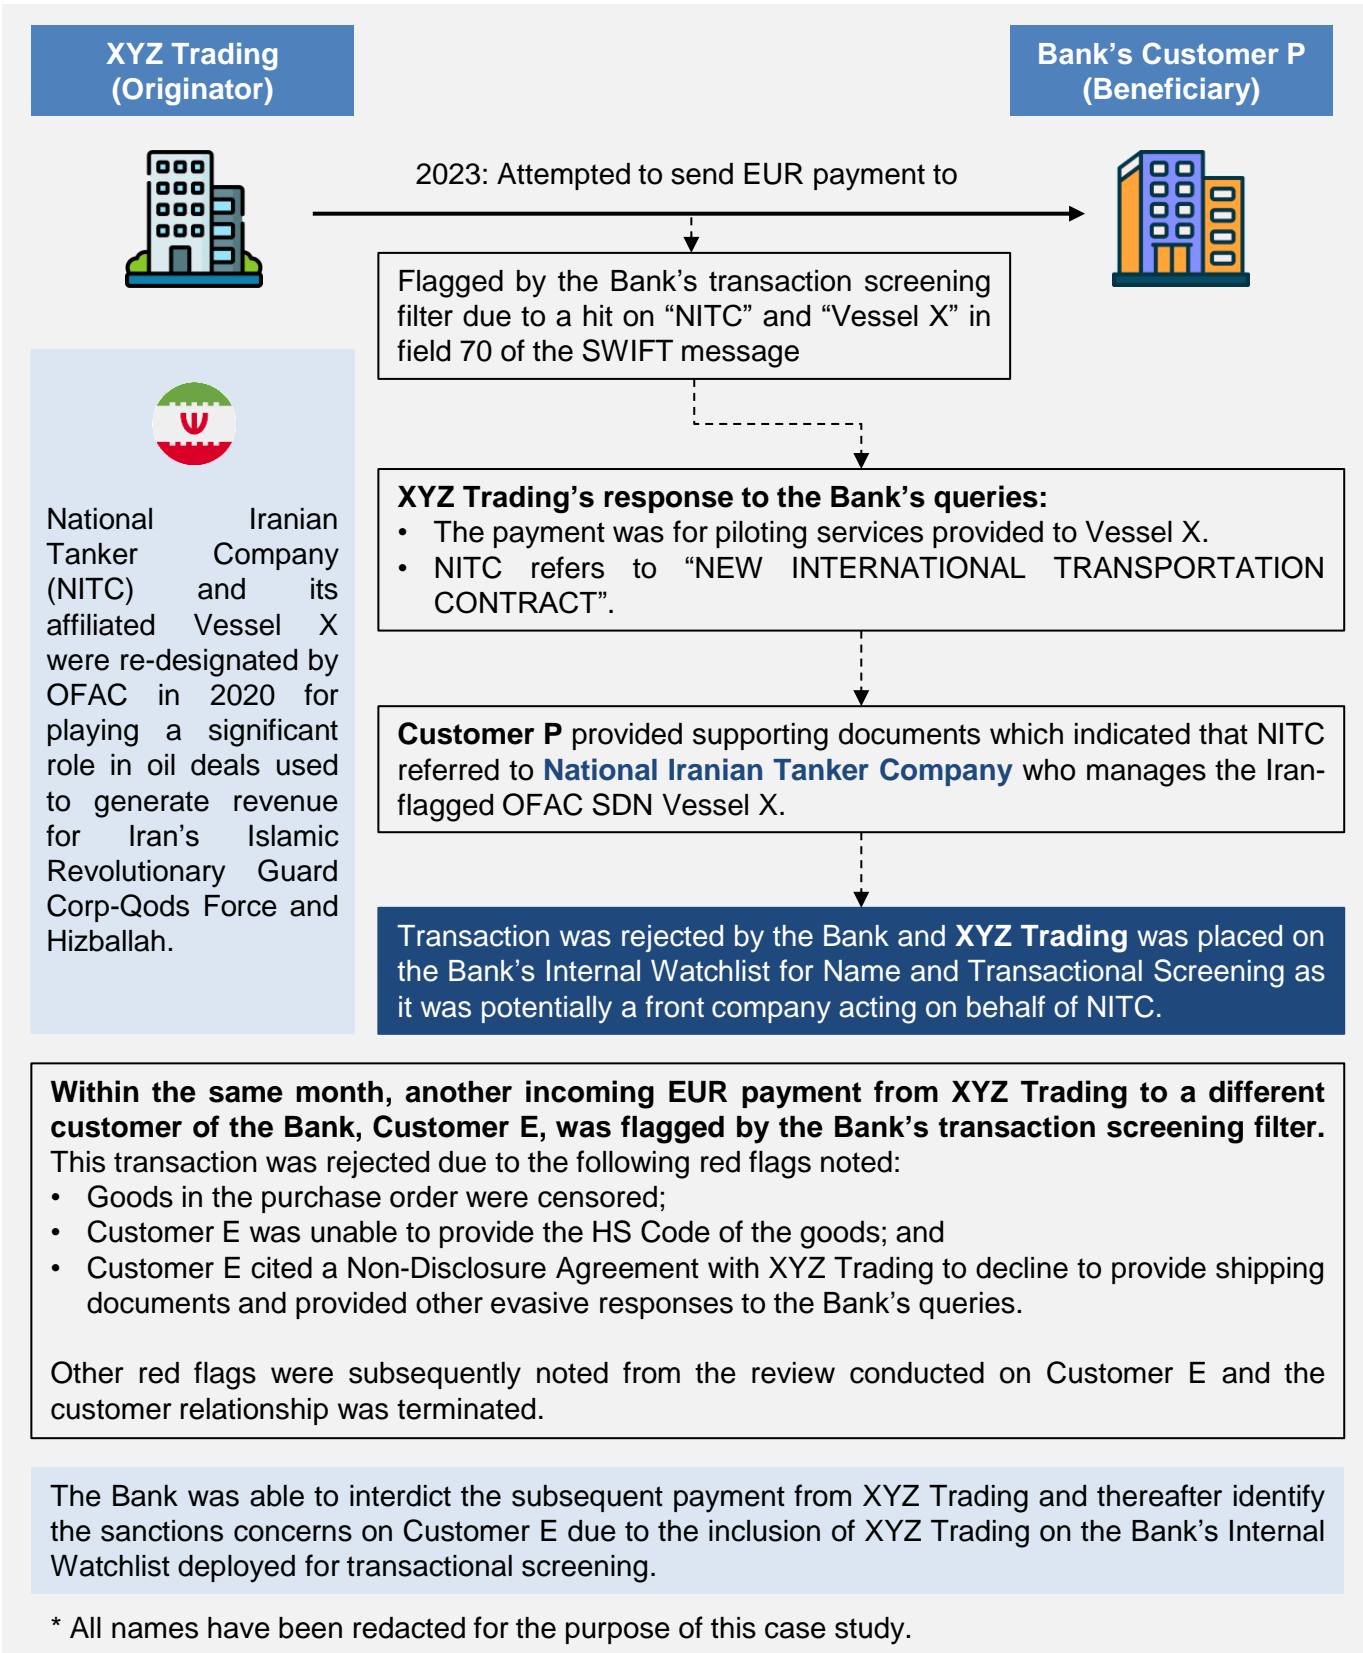 XYZ Trading
(Originator)
Bank’s Customer P
(Beneficiary)
2023: Attempted to send EUR payment to
Flagged by the Bank’s transaction screening
filter due to a hit on “NITC” and “Vessel X” in
field 70 of the SWIFT message
National Iranian
Tanker Company
(NITC) and its
affiliated Vessel X
were re-designated by
OFAC in 2020 for
playing a significant
role in oil deals used
to generate revenue
for Iran’s Islamic
Revolutionary Guard
Corp-Qods Force and
Hizballah.
XYZ Trading’s response to the Bank’s queries:
• The payment was for piloting services provided to Vessel X.
• NITC refers to “NEW INTERNATIONAL TRANSPORTATION
CONTRACT”.
Customer P provided supporting documents which indicated that NITC
referred to National Iranian Tanker Company who manages the Iran-
flagged OFAC SDN Vessel X.
Transaction was rejected by the Bank and XYZ Trading was placed on
the Bank’s Internal Watchlist for Name and Transactional Screening as
it was potentially a front company acting on behalf of NITC.
Within the same month, another incoming EUR payment from XYZ Trading to a different
customer of the Bank, Customer E, was flagged by the Bank’s transaction screening filter.
This transaction was rejected due to the following red flags noted:
• Goods in the purchase order were censored;
• Customer E was unable to provide the HS Code of the goods; and
• Customer E cited a Non-Disclosure Agreement with XYZ Trading to decline to provide shipping
documents and provided other evasive responses to the Bank’s queries.
Other red flags were subsequently noted from the review conducted on Customer E and the
customer relationship was terminated.
The Bank was able to interdict the subsequent payment from XYZ Trading and thereafter identify
the sanctions concerns on Customer E due to the inclusion of XYZ Trading on the Bank’s Internal
Watchlist deployed for transactional screening.
* All names have been redacted for the purpose of this case study.